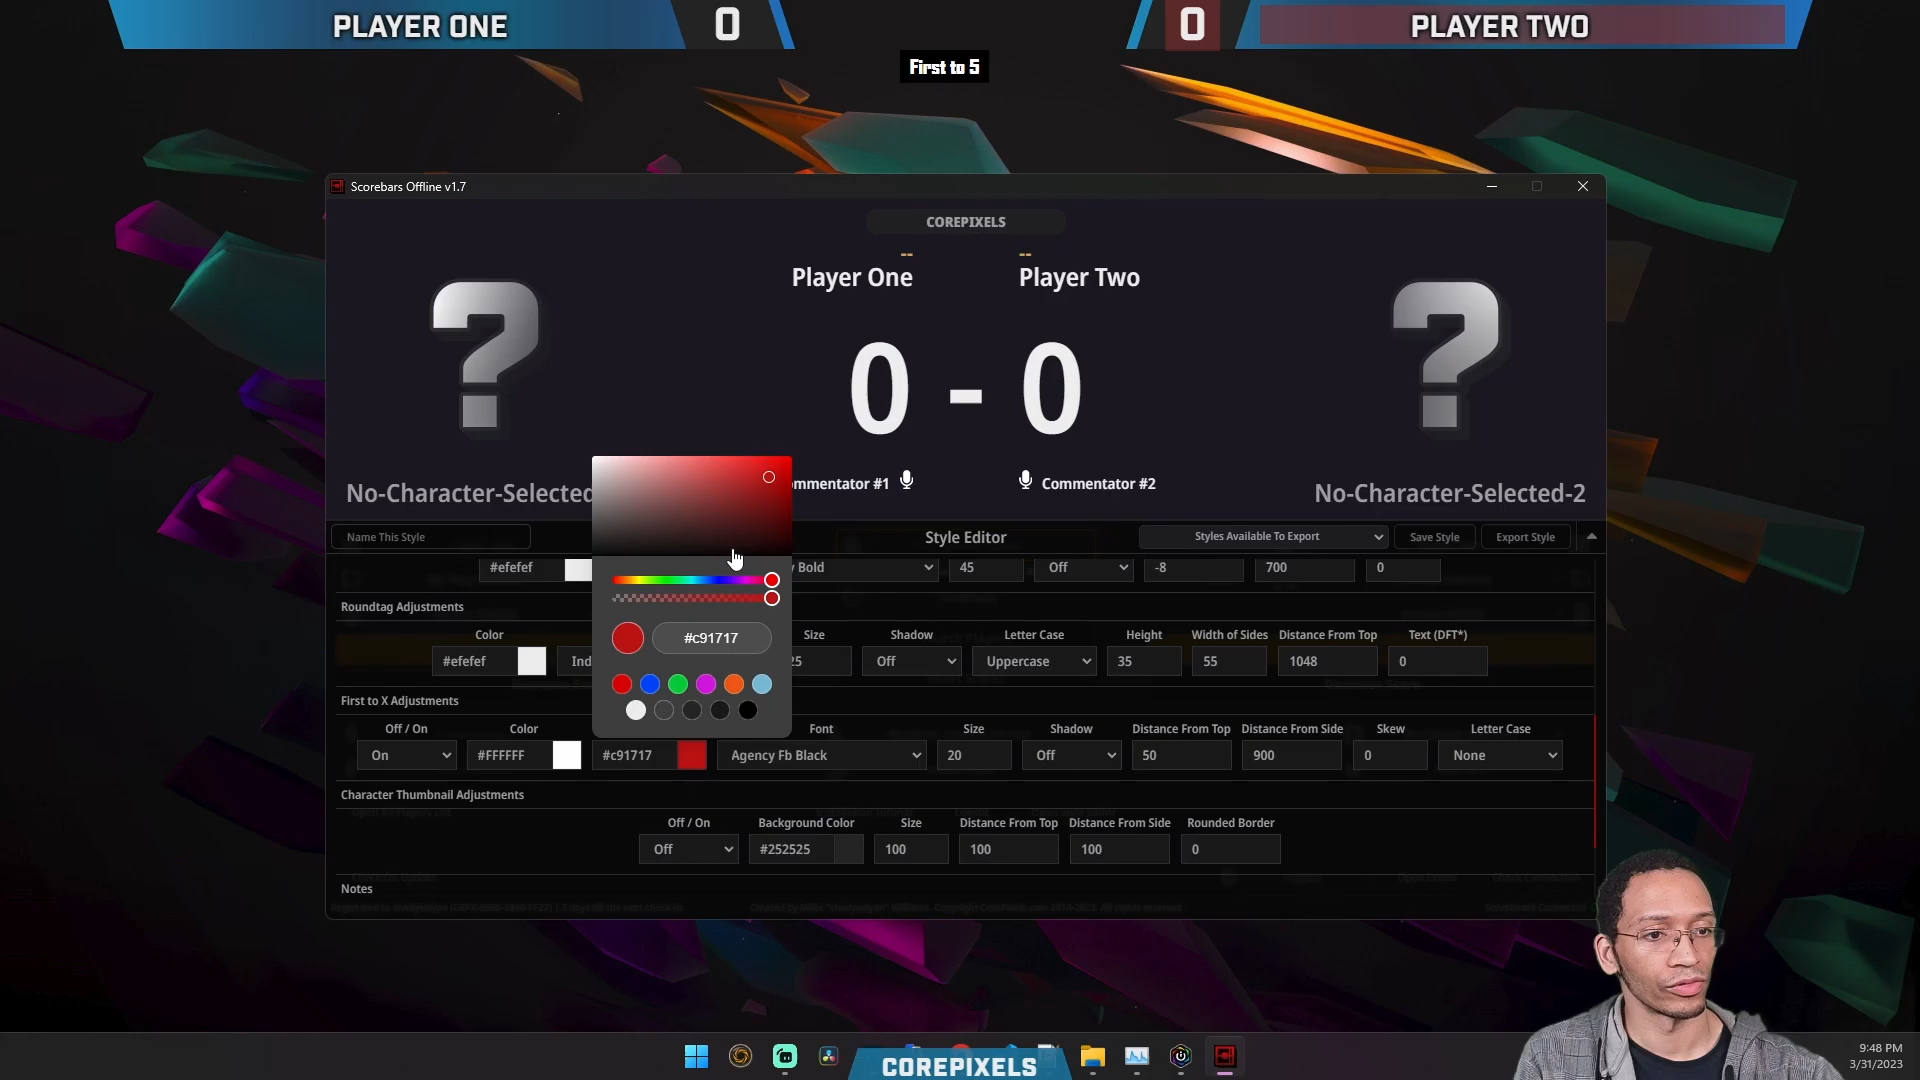 PLAYER ONE
0
0
PLAYER TWO
First to 5
Scorebars Offline v1.7
COREPIXELS
--
--
Player One
Player Two
0 - 0
No-Character-Selected
ommentator #1
Commentator #2
No-Character-Selected-2
Name This Style
Style Editor
Styles Available To Export
Save Style
Export Style
#efefef
Bold
45
Off
-8
700
0
Roundtag Adjustments
Color
Size
Shadow
Letter Case
Height
Width of Sides
Distance From Top
Text (DFT*)
#efefef
Ind
25
Off
Uppercase
35
55
1048
0
#c91717
First to X Adjustments
Off / On
Color
Font
Size
Shadow
Distance From Top
Distance From Side
Skew
Letter Case
On
#FFFFFF
#c91717
Agency Fb Black
20
Off
50
900
0
None
Character Thumbnail Adjustments
Off / On
Background Color
Size
Distance From Top
Distance From Side
Rounded Border
Off
#252525
100
100
100
0
Notes
COREPIXELS
9:48 PM
3/31/2023